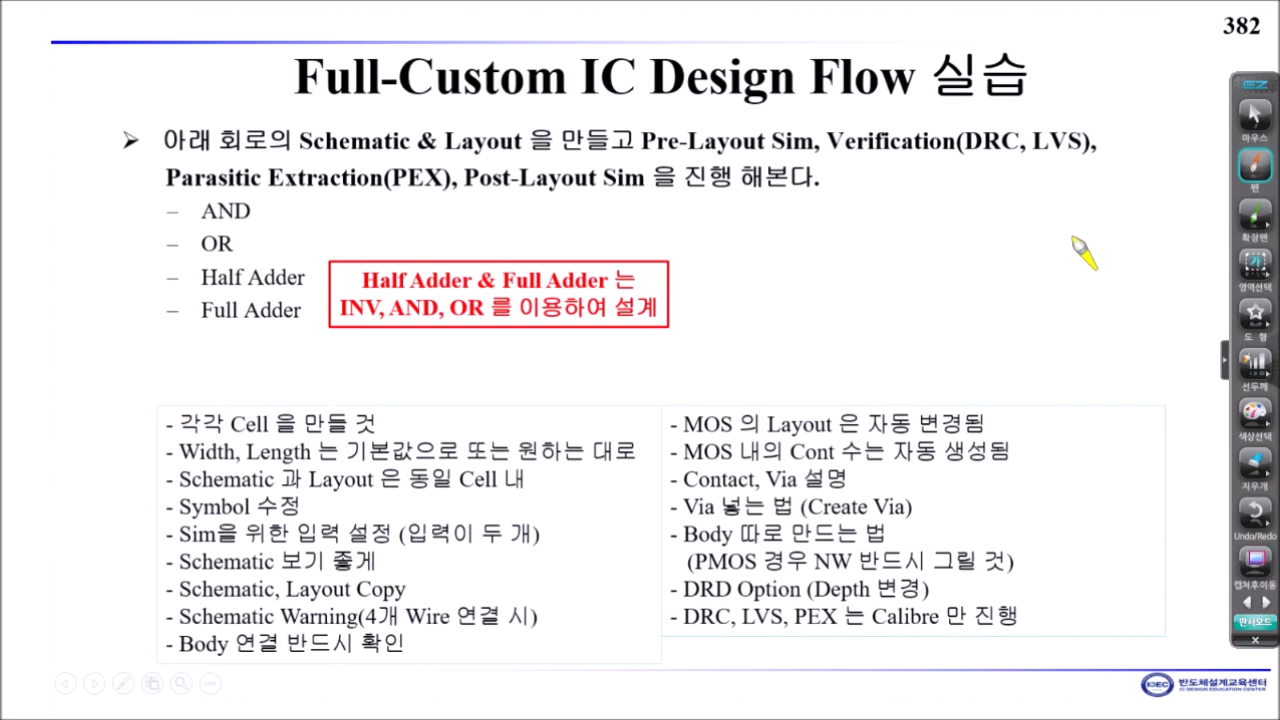 382
Full-Custom IC Design Flow 실습
➢ 아래 회로의 Schematic & Layout 을 만들고 Pre-Layout Sim, Verification(DRC, LVS),
Parasitic Extraction(PEX), Post-Layout Sim 을 진행 해본다.
– AND
– OR
– Half Adder
– Full Adder
Half Adder & Full Adder 는
INV, AND, OR 를 이용하여 설계
- 각각 Cell 을 만들 것
- Width, Length 는 기본값으로 또는 원하는 대로
- Schematic 과 Layout 은 동일 Cell 내
- Symbol 수정
- Sim을 위한 입력 설정 (입력이 두 개)
- Schematic 보기 좋게
- Schematic, Layout Copy
- Schematic Warning(4개 Wire 연결 시)
- Body 연결 반드시 확인
- MOS 의 Layout 은 자동 변경됨
- MOS 내의 Cont 수는 자동 생성됨
- Contact, Via 설명
- Via 넣는 법 (Create Via)
- Body 따로 만드는 법
(PMOS 경우 NW 반드시 그릴 것)
- DRD Option (Depth 변경)
- DRC, LVS, PEX 는 Calibre 만 진행
EZ
마우스
펜
확장펜
영역선택
도 형
선두께
색상선택
지우개
Undo/Redo
캡처후이동
판서모드
IDEC 반도체설계교육센터
IC DESIGN EDUCATION CENTER